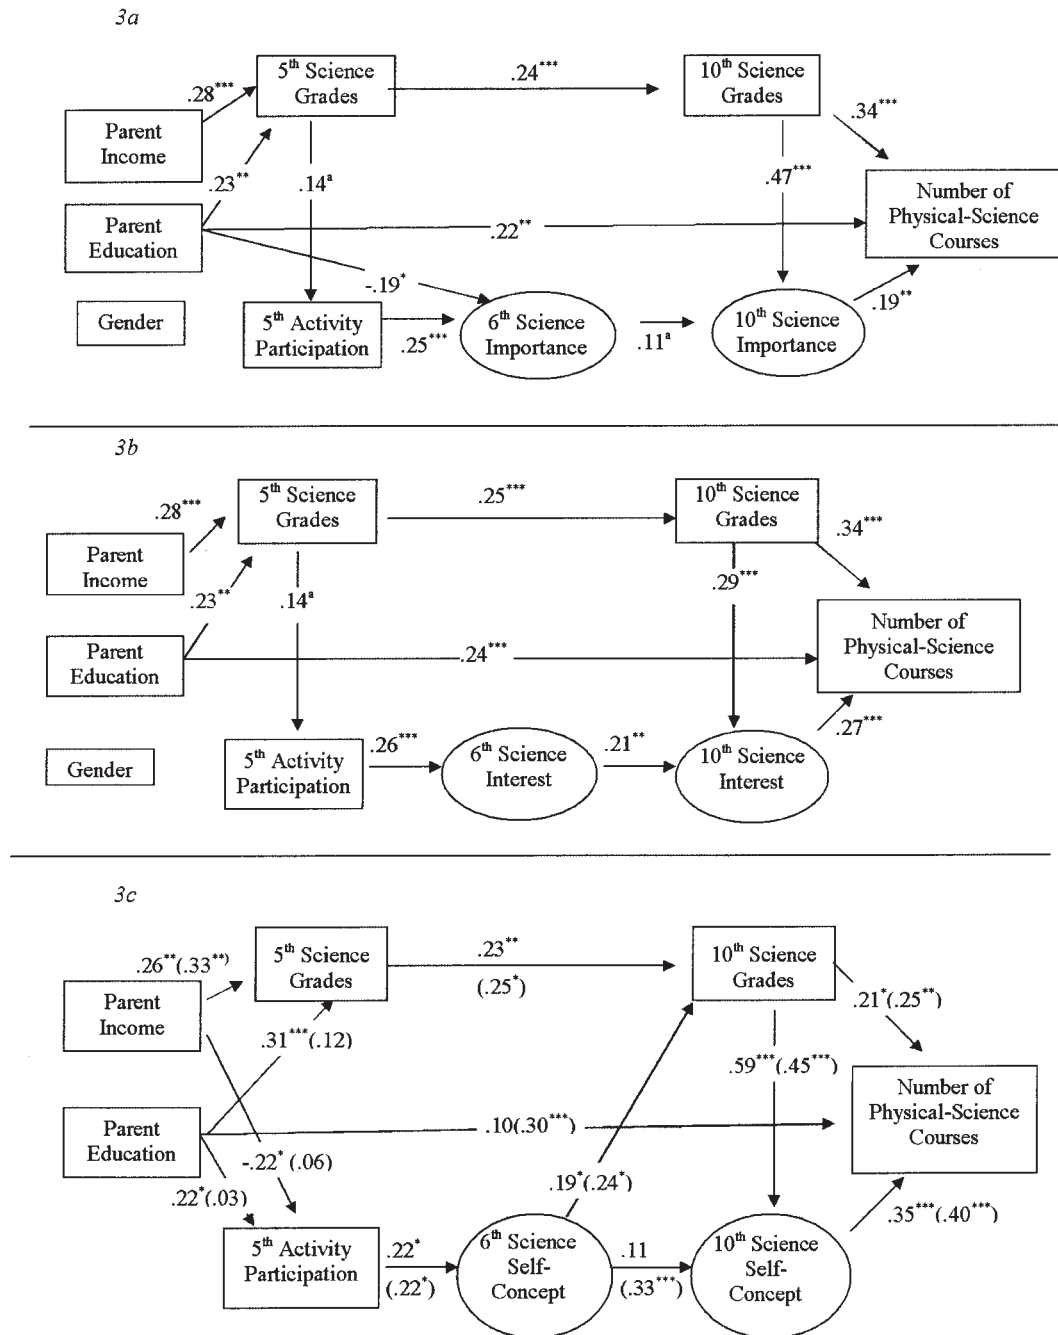 3a
5th Science
Grades
.24***
10th Science
Grades
.28***
.34***
Parent
Income
.23**
.14a
.47***
Number of
Physical-Science
Courses
Parent
Education
.22**
-.19*
Gender
5th Activity
Participation
.25***
6th Science
Importance
.11a
10th Science
Importance
.19**
3b
5th Science
Grades
.25***
10th Science
Grades
.28***
.34***
Parent
Income
.23**
.14a
.29***
Number of
Physical-Science
Courses
Parent
Education
.24***
.27***
Gender
5th Activity
Participation
.26***
6th Science
Interest
.21**
10th Science
Interest
3c
5th Science
Grades
.23**
(.25*)
10th Science
Grades
.26**(.33**)
.21*(.25**)
Parent
Income
.31***(.12)
.59***(.45***)
Number of
Physical-Science
Courses
Parent
Education
.10(.30***)
-.22*(.06)
.22*(.03)
.19*(.24*)
.35***(.40***)
5th Activity
Participation
.22*
(.22*)
6th Science
Self-
Concept
.11
(.33***)
10th Science
Self-
Concept